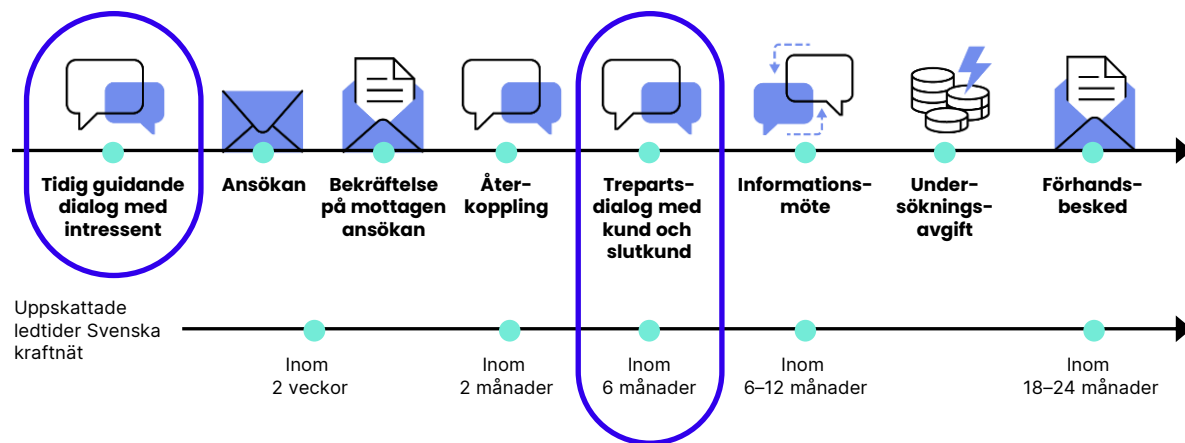 Tidig guidande
dialog med
intressent
Ansökan
Bekräftelse
på mottagen
ansökan
Åter-
koppling
Treparts-
dialog med
kund och
slutkund
Informations-
möte
Under-
söknings-
avgift
Förhands-
besked
Uppskattade
ledtider Svenska
kraftnät
Inom
2 veckor
Inom
2 månader
Inom
6 månader
Inom
6–12 månader
Inom
18–24 månader